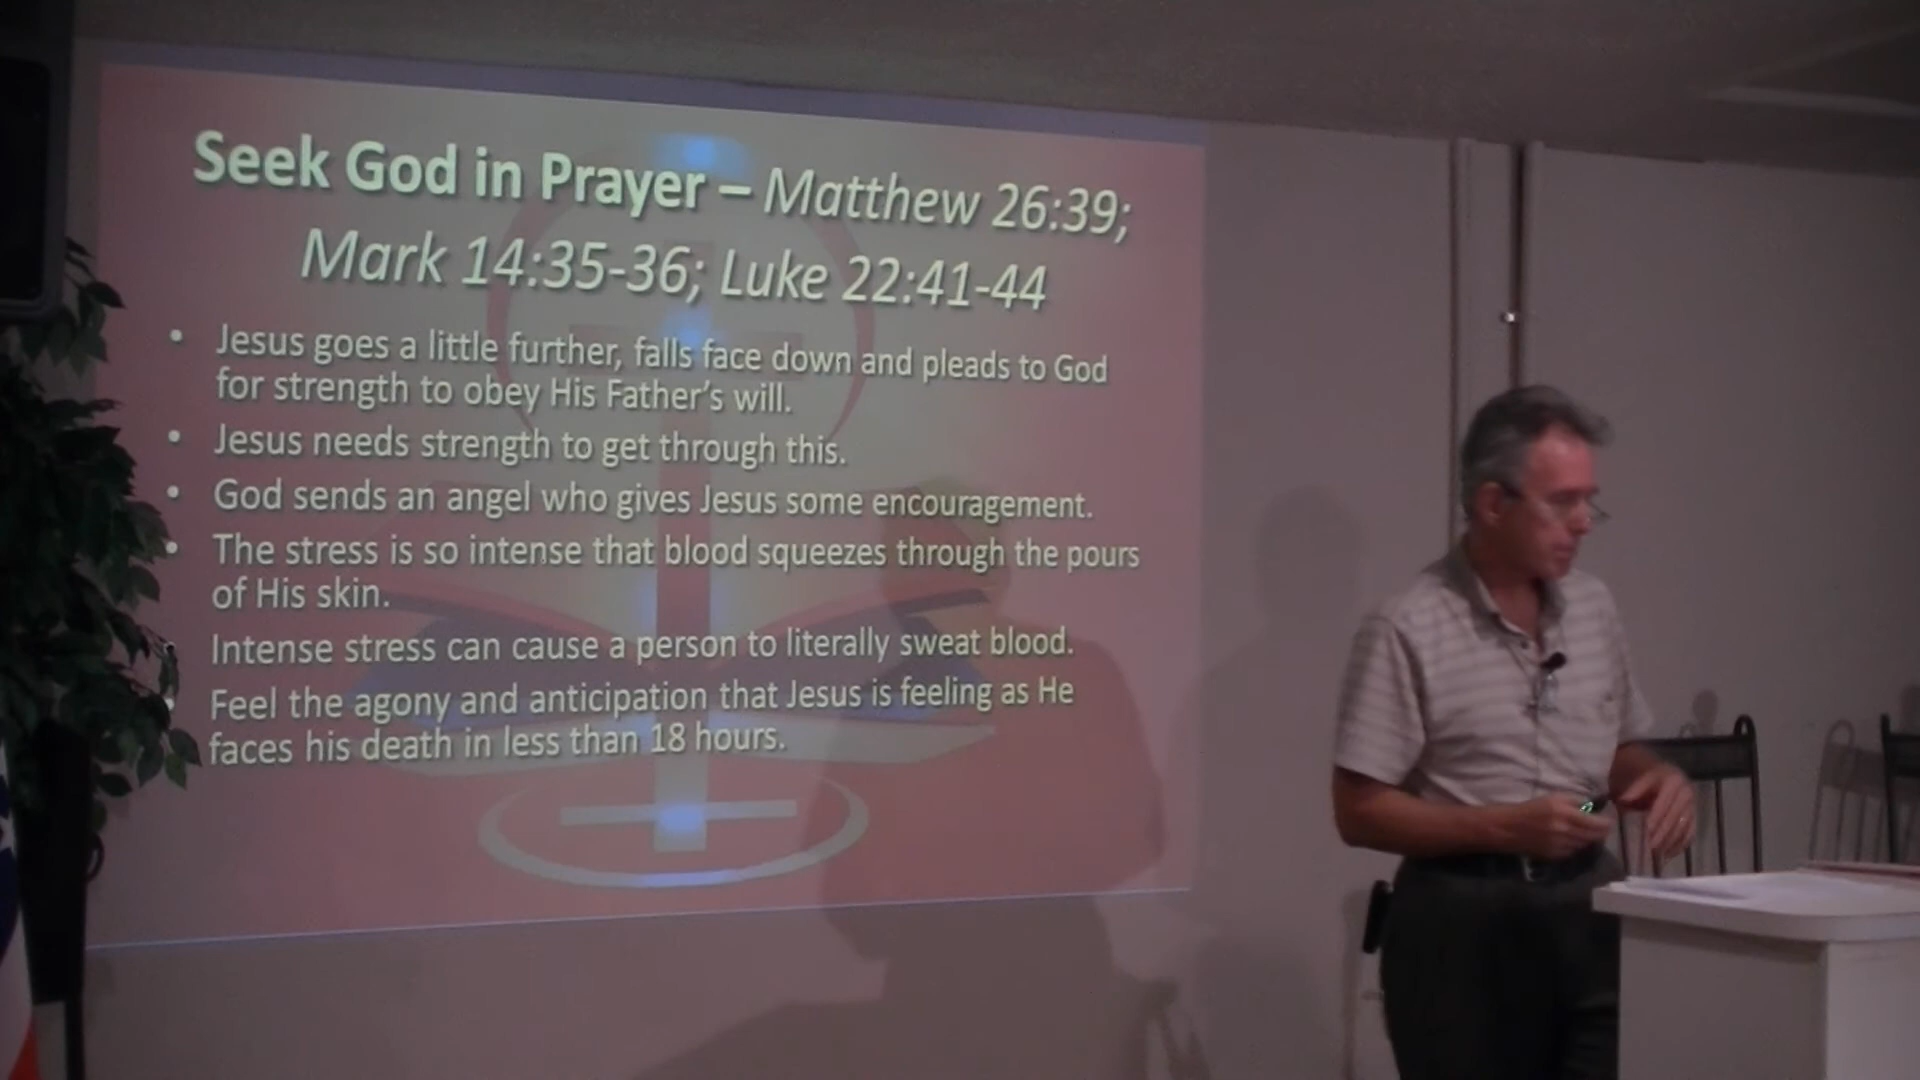 Seek God in Prayer – Matthew 26:39;
Mark 14:35-36; Luke 22:41-44
• Jesus goes a little further, falls face down and pleads to God
for strength to obey His Father's will.
• Jesus needs strength to get through this.
• God sends an angel who gives Jesus some encouragement.
• The stress is so intense that blood squeezes through the pours
of His skin.
Intense stress can cause a person to literally sweat blood.
Feel the agony and anticipation that Jesus is feeling as He
faces his death in less than 18 hours.